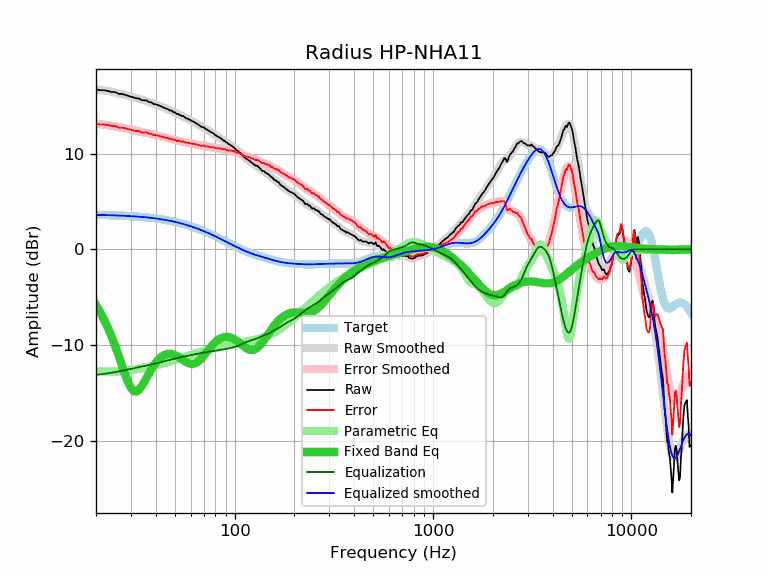 Radius HP-NHA11
Amplitude (dBr)
10
0
−10
−20
Target
Raw Smoothed
Error Smoothed
Raw
Error
Parametric Eq
Fixed Band Eq
Equalization
Equalized smoothed
100 1000 10000
Frequency (Hz)